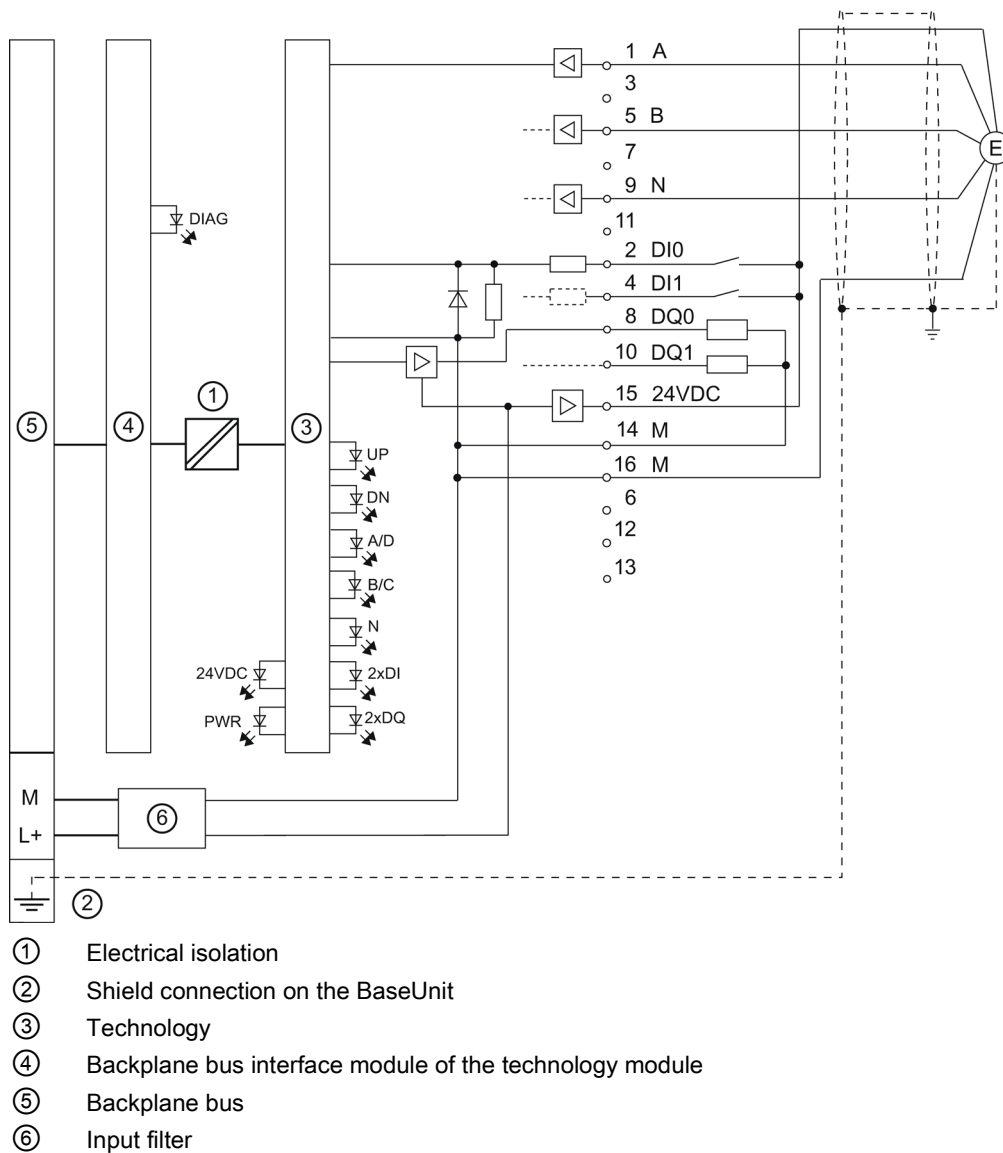 1 A
3
5 B
7
9 N
11
2 DI0
4 DI1
8 DQ0
10 DQ1
15 24VDC
14 M
16 M
6
12
13
E
DIAG
① 
⑤ ④ ③
UP
DN
A/D
B/C
N
24VDC 2xDI
PWR 2xDQ
M
L+
⑥
②
① Electrical isolation
② Shield connection on the BaseUnit
③ Technology
④ Backplane bus interface module of the technology module
⑤ Backplane bus
⑥ Input filter